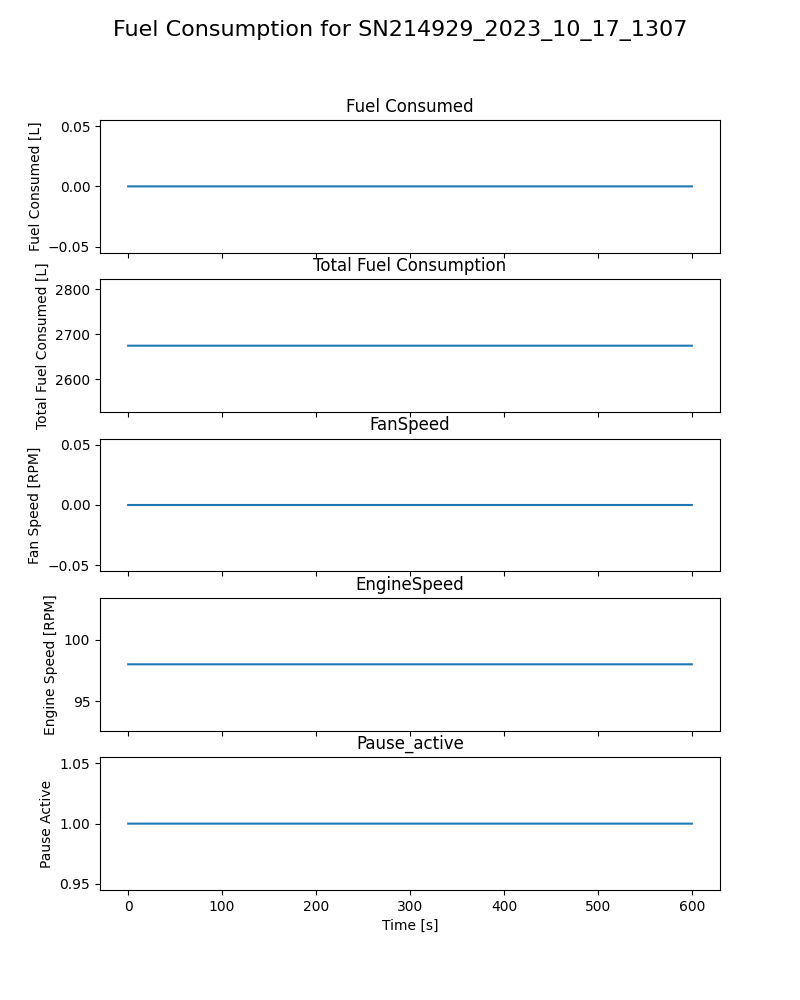 Fuel Consumption for SN214929_2023_10_17_1307
Fuel Consumed
Fuel Consumed [L]
0.05
0.00
−0.05
Total Fuel Consumption
Total Fuel Consumed [L]
2800
2700
2600
FanSpeed
Fan Speed [RPM]
0.05
0.00
−0.05
EngineSpeed
Engine Speed [RPM]
100
95
Pause_active
Pause Active
1.05
1.00
0.95
0 100 200 300 400 500 600
Time [s]